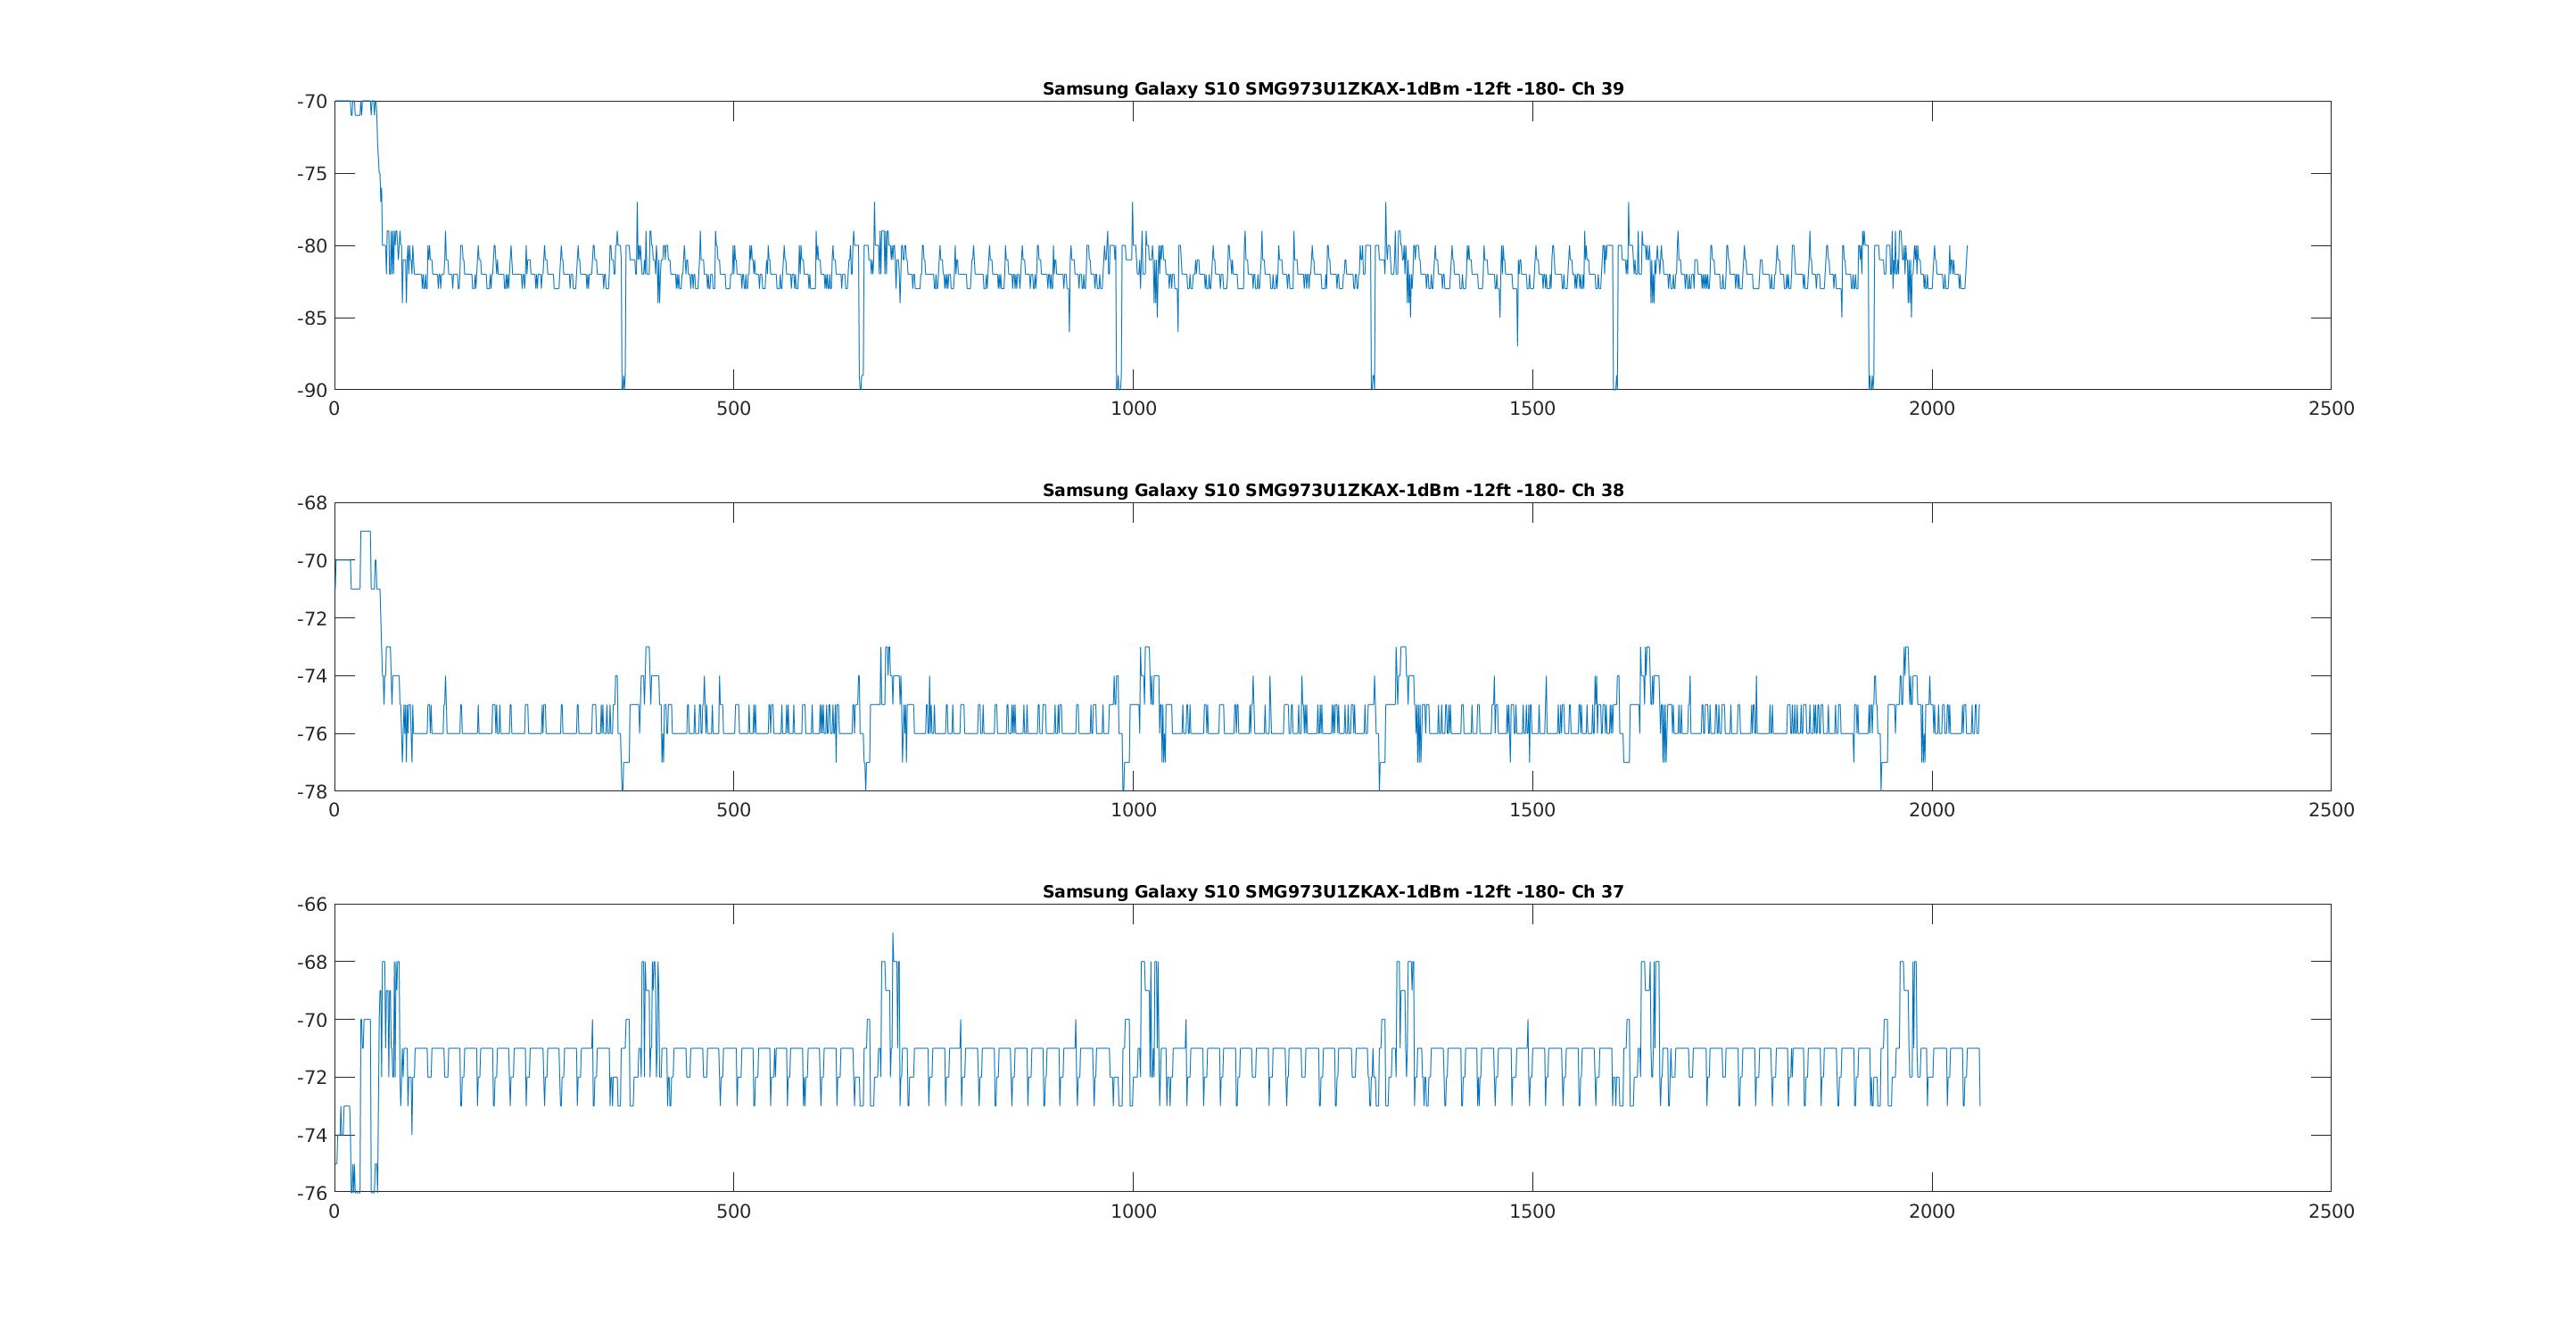 Samsung Galaxy S10 SMG973U1ZKAX-1dBm -12ft -180- Ch 39
-70
-75
-80
-85
-90
0 500 1000 1500 2000 2500
Samsung Galaxy S10 SMG973U1ZKAX-1dBm -12ft -180- Ch 38
-68
-70
-72
-74
-76
-78
0 500 1000 1500 2000 2500
Samsung Galaxy S10 SMG973U1ZKAX-1dBm -12ft -180- Ch 37
-66
-68
-70
-72
-74
-76
0 500 1000 1500 2000 2500